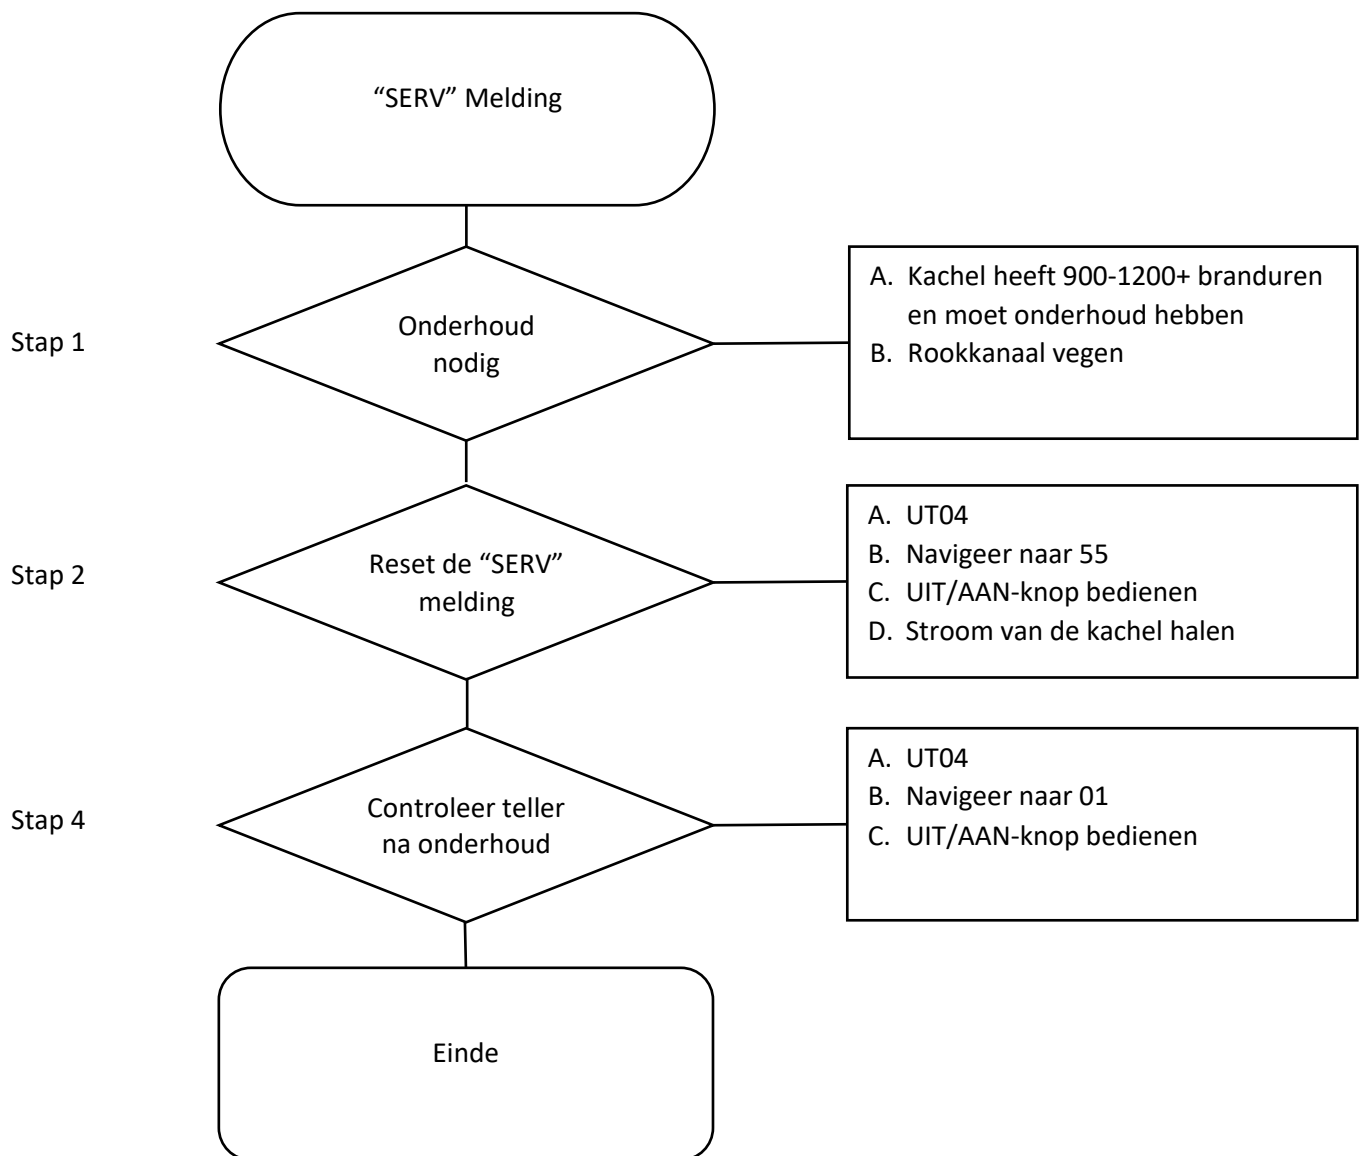 “SERV” Melding
Stap 1
Onderhoud
nodig
A. Kachel heeft 900-1200+ branduren
en moet onderhoud hebben
B. Rookkanaal vegen
Stap 2
Reset de “SERV”
melding
A. UT04
B. Navigeer naar 55
C. UIT/AAN-knop bedienen
D. Stroom van de kachel halen
Stap 4
Controleer teller
na onderhoud
A. UT04
B. Navigeer naar 01
C. UIT/AAN-knop bedienen
Einde